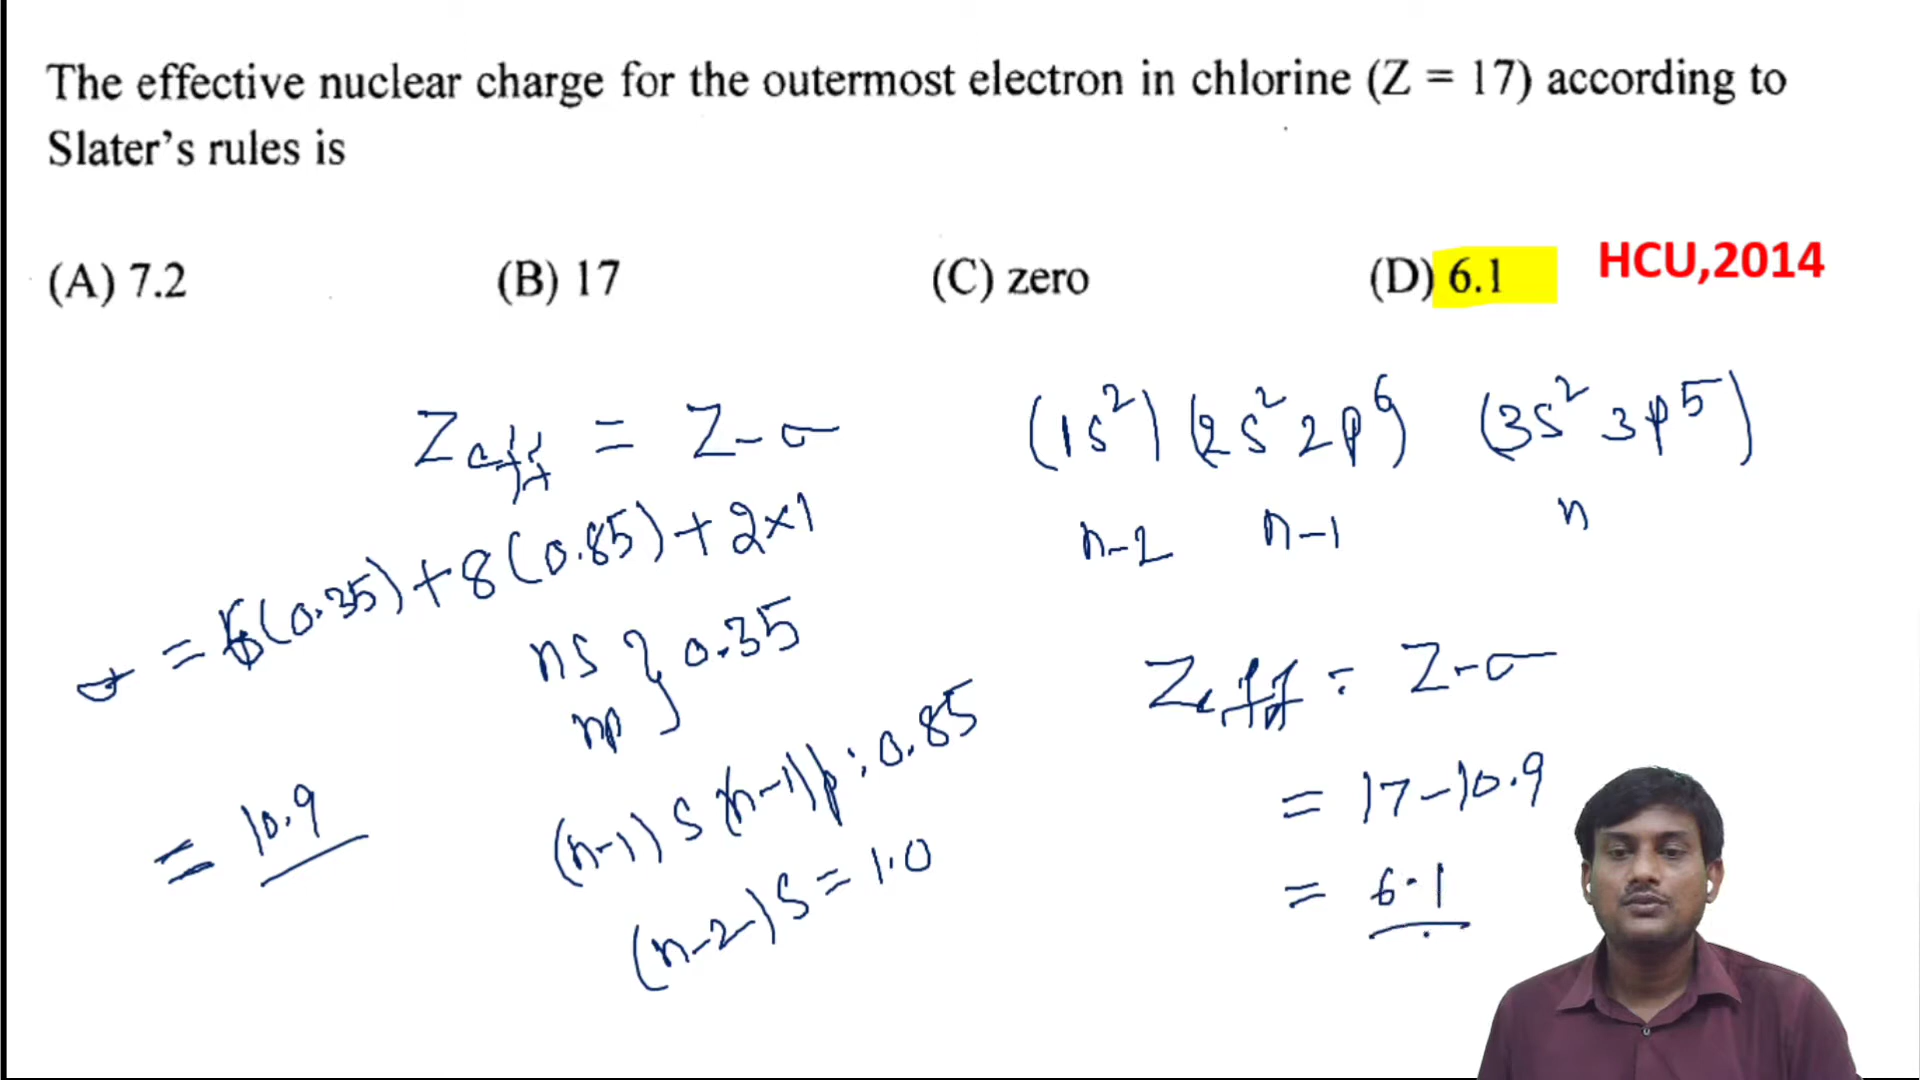 The effective nuclear charge for the outermost electron in chlorine (Z = 17) according to
Slater's rules is
(A) 7.2 (B) 17 (C) zero (D) 6.1 HCU,2014
Zeff = Z-σ
(1s² ) (2s² 2p⁶) (3s² 3p⁵)
n-2 n-1 n
σ = 6(0.35)+8(0.85)+2×1
ns } 0.35
np
(n-1) s (n-1)p : 0.85
(n-2) s = 1.0
= 10.9
Zeff = Z-σ
= 17-10.9
= 6.1